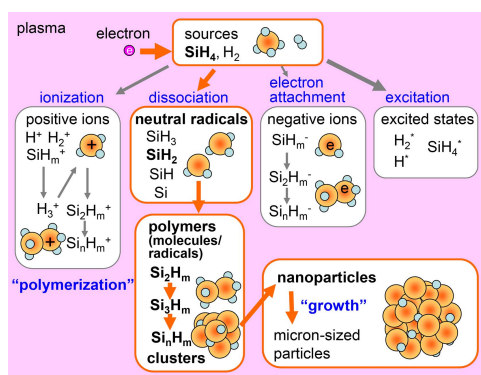 plasma
electron
e
sources
SiH₄, H₂
ionization
dissociation
electron
attachment
excitation
positive ions
H⁺ H₂⁺
SiHₘ⁺
+
H₃⁺
Si₂Hₘ⁺
SiₙHₘ⁺
+
"polymerization"
neutral radicals
SiH₃
SiH₂
SiH
Si
polymers
(molecules/
radicals)
Si₂Hₘ
Si₃Hₘ
SiₙHₘ
clusters
negative ions
SiHₘ⁻
e
Si₂Hₘ⁻
e
SiₙHₘ⁻
excited states
H₂*
SiH₄*
H*
nanoparticles
"growth"
micron-sized
particles